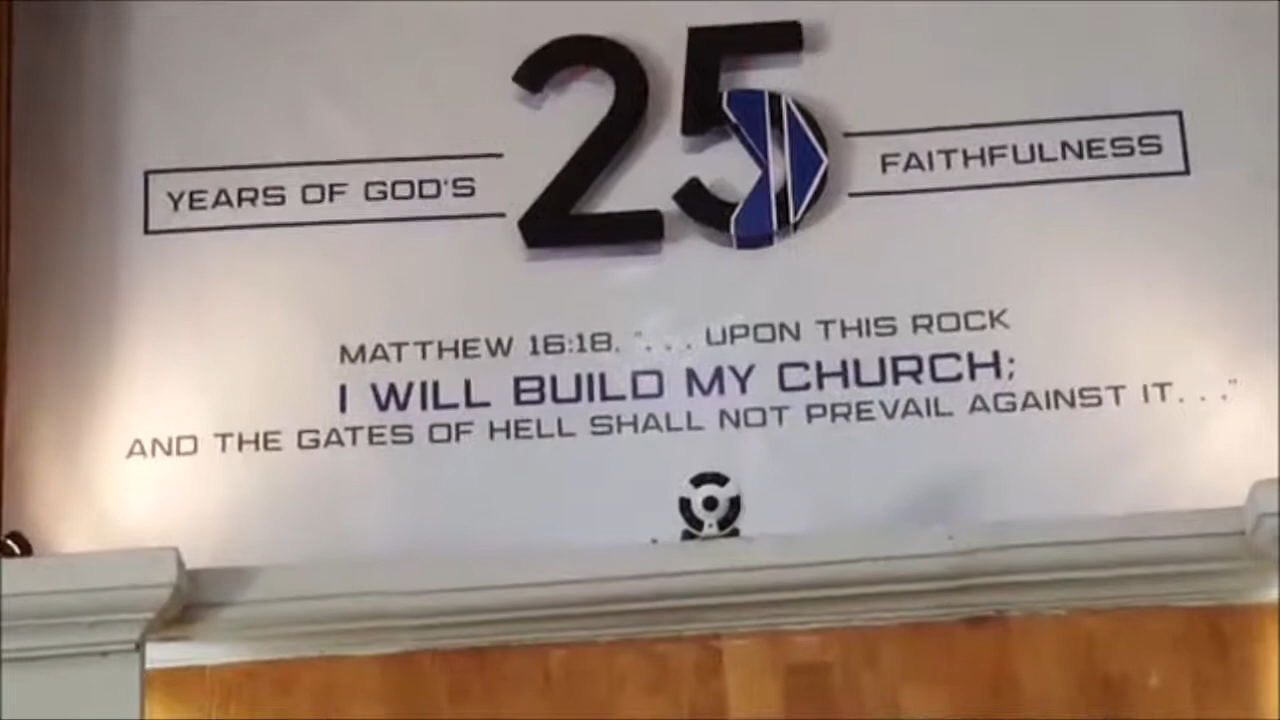 25
YEARS OF GOD'S
FAITHFULNESS
MATTHEW 16:18, ". . . UPON THIS ROCK
I WILL BUILD MY CHURCH;
AND THE GATES OF HELL SHALL NOT PREVAIL AGAINST IT. . ."